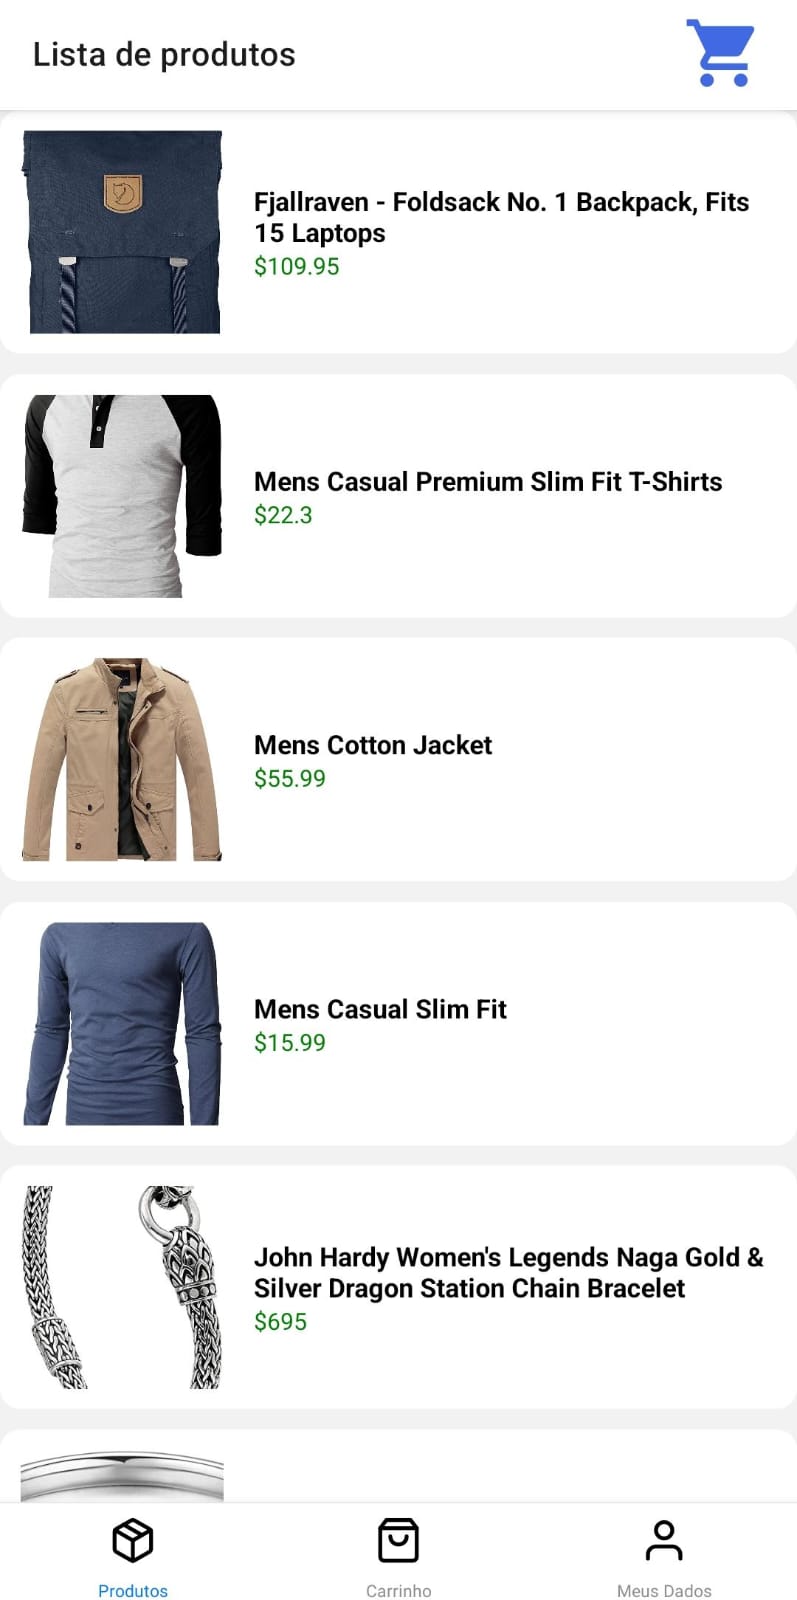 Lista de produtos
Fjallraven - Foldsack No. 1 Backpack, Fits
15 Laptops
$109.95
Mens Casual Premium Slim Fit T-Shirts
$22.3
Mens Cotton Jacket
$55.99
Mens Casual Slim Fit
$15.99
John Hardy Women's Legends Naga Gold &
Silver Dragon Station Chain Bracelet
$695
Produtos
Carrinho
Meus Dados